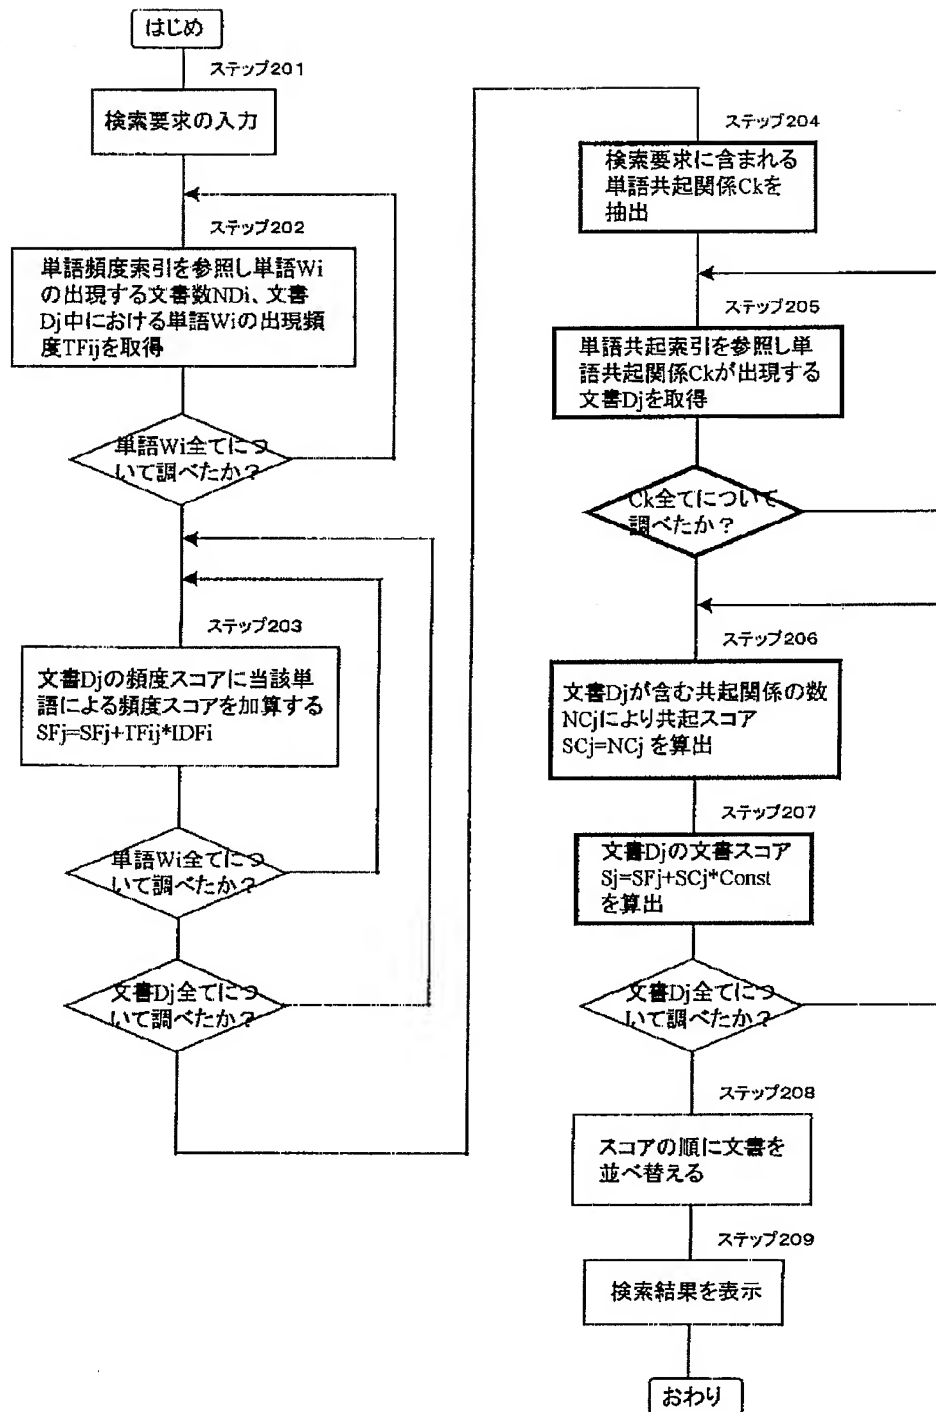 はじめ
ステップ201
検索要求の入力
ステップ202
単語頻度索引を参照し単語Wi
の出現する文書数NDi、文書
Dj中における単語Wiの出現頻
度TFijを取得
単語Wi全てにつ
いて調べたか？
ステップ203
文書Djの頻度スコアに当該単
語による頻度スコアを加算する
SFj=SFj+TFij*IDFi
単語Wi全てにつ
いて調べたか？
文書Dj全てにつ
いて調べたか？
ステップ204
検索要求に含まれる
単語共起関係Ckを
抽出
ステップ205
単語共起索引を参照し単
語共起関係Ckが出現する
文書Djを取得
Ck全てについて
調べたか？
ステップ206
文書Djが含む共起関係の数
NCjにより共起スコア
SCj=NCj を算出
ステップ207
文書Djの文書スコア
Sj=SFj+SCj*Const
を算出
文書Dj全てにつ
いて調べたか？
ステップ208
スコアの順に文書を
並べ替える
ステップ209
検索結果を表示
おわり